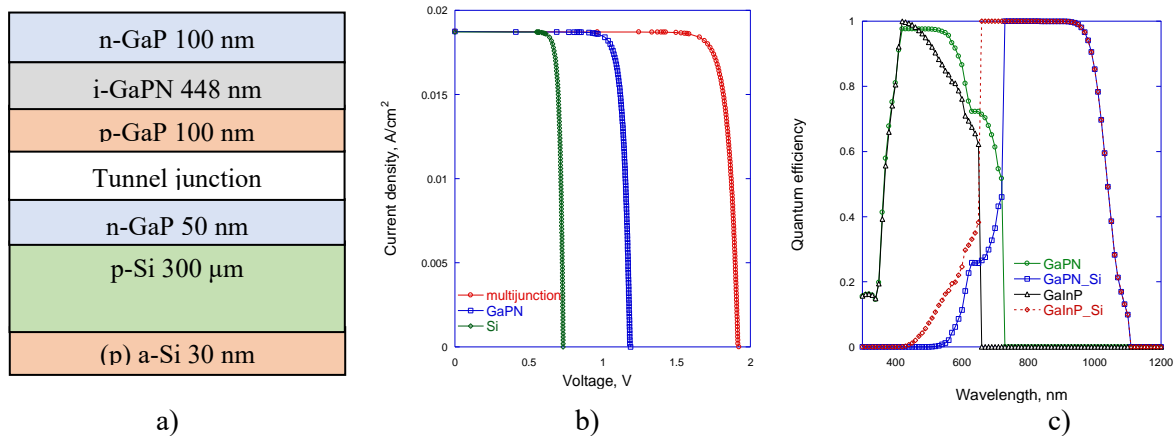 n-GaP 100 nm
i-GaPN 448 nm
p-GaP 100 nm
Tunnel junction
n-GaP 50 nm
p-Si 300 μm
(p) a-Si 30 nm
a)
Current density, A/cm²
0.02
0.015
0.01
0.005
0
multijunction
GaPN
Si
0 0.5 1 1.5 2
Voltage, V
b)
Quantum efficiency
1
0.8
0.6
0.4
0.2
0
GaPN
GaPN_Si
GaInP
GaInP_Si
400 600 800 1000 1200
Wavelength, nm
c)